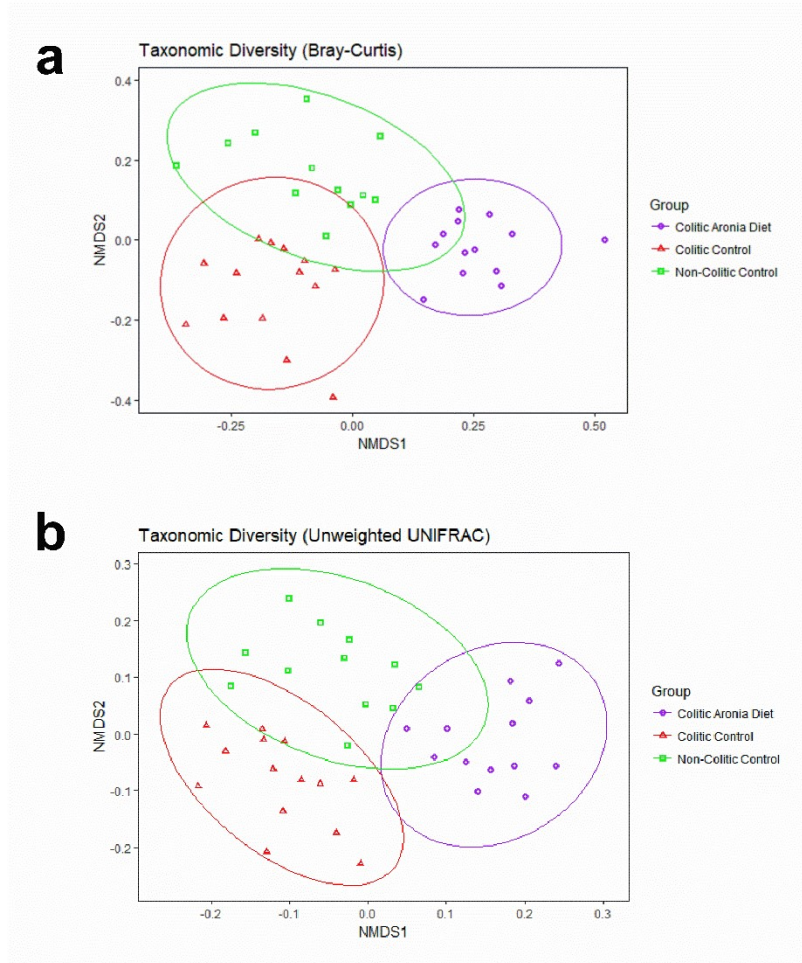 a
Taxonomic Diversity (Bray-Curtis)
0.4
0.2
0.0
-0.2
-0.4
NMDS2
-0.25
0.00
0.25
0.50
NMDS1
Group
Colitic Aronia Diet
Colitic Control
Non-Colitic Control
b
Taxonomic Diversity (Unweighted UNIFRAC)
0.3
0.2
0.1
0.0
-0.1
-0.2
NMDS2
-0.2
-0.1
0.0
0.1
0.2
0.3
NMDS1
Group
Colitic Aronia Diet
Colitic Control
Non-Colitic Control